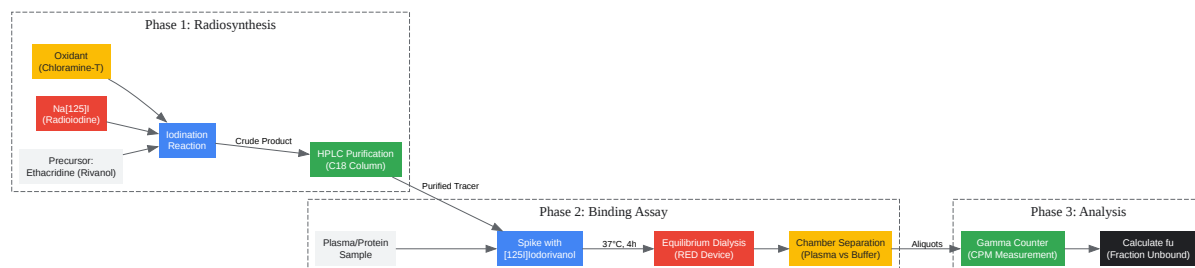 Phase 1: Radiosynthesis
Oxidant
(Chloramine-T)
Na[125]I
(Radioiodine)
Precursor:
Ethacridine (Rivanol)
Iodination
Reaction
Crude Product
HPLC Purification
(C18 Column)
Purified Tracer
Phase 2: Binding Assay
Plasma/Protein
Sample
Spike with
[125I]Iodorivanol
37°C, 4h
Equilibrium Dialysis
(RED Device)
Chamber Separation
(Plasma vs Buffer)
Aliquots
Phase 3: Analysis
Gamma Counter
(CPM Measurement)
Calculate fu
(Fraction Unbound)